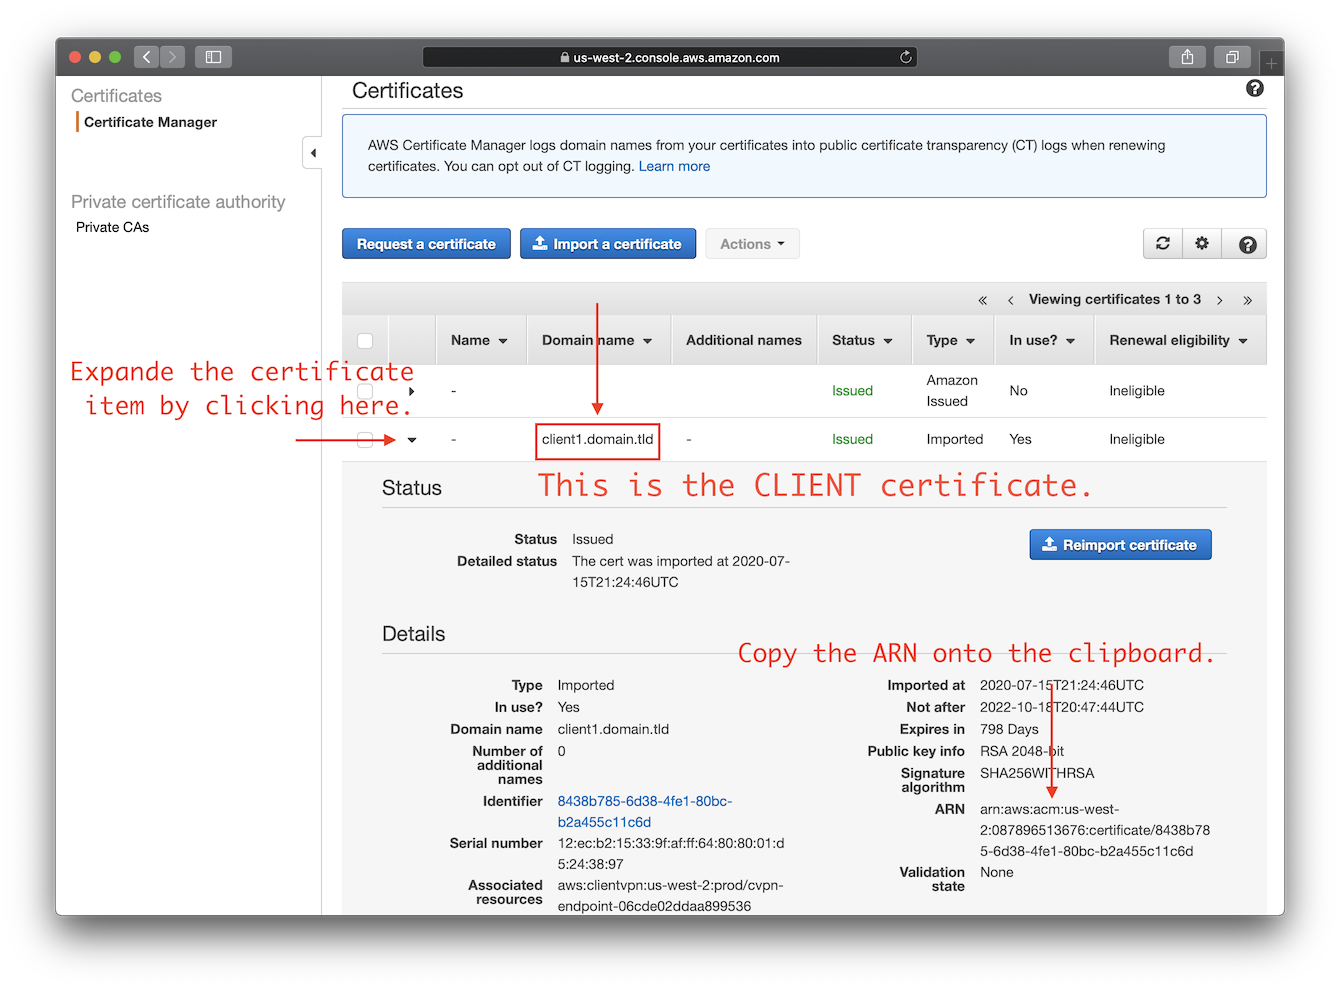 us-west-2.console.aws.amazon.com
Certificates
Certificate Manager
Private certificate authority
Private CAs
Certificates
AWS Certificate Manager logs domain names from your certificates into public certificate transparency (CT) logs when renewing
certificates. You can opt out of CT logging. Learn more
Request a certificate Import a certificate Actions
« ‹ Viewing certificates 1 to 3 › »
Name Domain name Additional names Status Type In use? Renewal eligibility
Expande the certificate
item by clicking here.
- Issued Amazon Issued No Ineligible
- client1.domain.tld - Issued Imported Yes Ineligible
This is the CLIENT certificate.
Status
Status Issued
Detailed status The cert was imported at 2020-07-
15T21:24:46UTC
Reimport certificate
Details
Copy the ARN onto the clipboard.
Type Imported
In use? Yes
Domain name client1.domain.tld
Number of additional names 0
Identifier 8438b785-6d38-4fe1-80bc-
b2a455c11c6d
Serial number 12:ec:b2:15:33:9f:af:ff:64:80:80:01:d
5:24:38:97
Associated resources aws:clientvpn:us-west-2:prod/cvpn-
endpoint-06cde02ddaa899536
Imported at 2020-07-15T21:24:46UTC
Not after 2022-10-18T20:47:44UTC
Expires in 798 Days
Public key info RSA 2048-bit
Signature algorithm SHA256WITHRSA
ARN arn:aws:acm:us-west-
2:087896513676:certificate/8438b78
5-6d38-4fe1-80bc-b2a455c11c6d
Validation state None